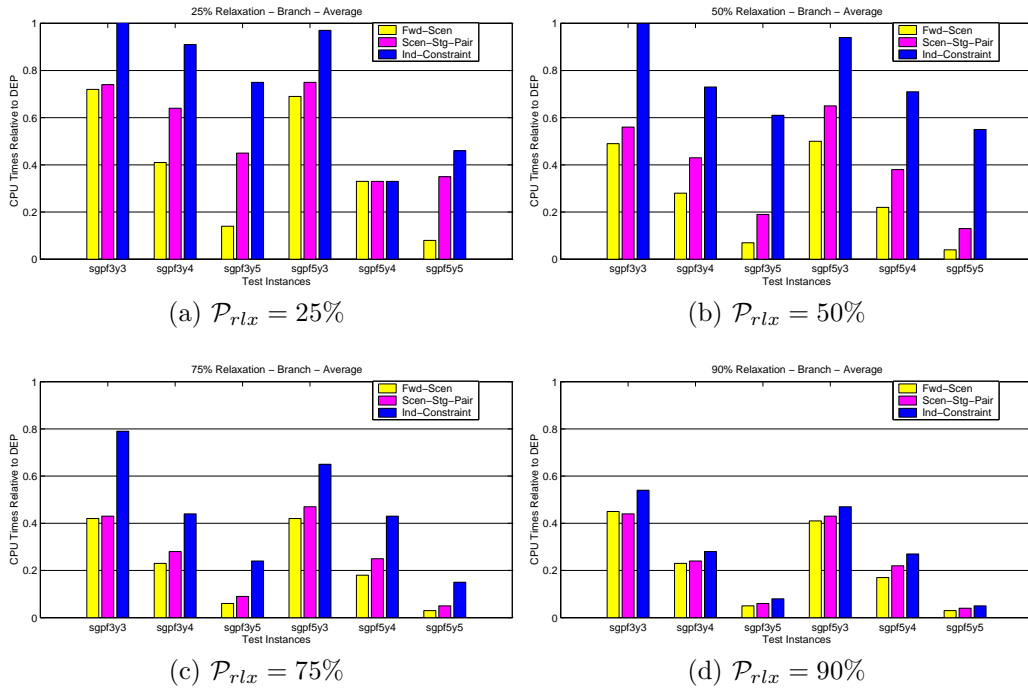 25% Relaxation − Branch − Average
Fwd−Scen
Scen−Stg−Pair
Ind−Constraint
CPU Times Relative to DEP
1
0.8
0.6
0.4
0.2
0
sgpf3y3 sgpf3y4 sgpf3y5 sgpf5y3 sgpf5y4 sgpf5y5
Test Instances
(a) 𝒫rlx = 25%
50% Relaxation − Branch − Average
Fwd−Scen
Scen−Stg−Pair
Ind−Constraint
CPU Times Relative to DEP
1
0.8
0.6
0.4
0.2
0
sgpf3y3 sgpf3y4 sgpf3y5 sgpf5y3 sgpf5y4 sgpf5y5
Test Instances
(b) 𝒫rlx = 50%
75% Relaxation − Branch − Average
Fwd−Scen
Scen−Stg−Pair
Ind−Constraint
CPU Times Relative to DEP
1
0.8
0.6
0.4
0.2
0
sgpf3y3 sgpf3y4 sgpf3y5 sgpf5y3 sgpf5y4 sgpf5y5
Test Instances
(c) 𝒫rlx = 75%
90% Relaxation − Branch − Average
Fwd−Scen
Scen−Stg−Pair
Ind−Constraint
CPU Times Relative to DEP
1
0.8
0.6
0.4
0.2
0
sgpf3y3 sgpf3y4 sgpf3y5 sgpf5y3 sgpf5y4 sgpf5y5
Test Instances
(d) 𝒫rlx = 90%